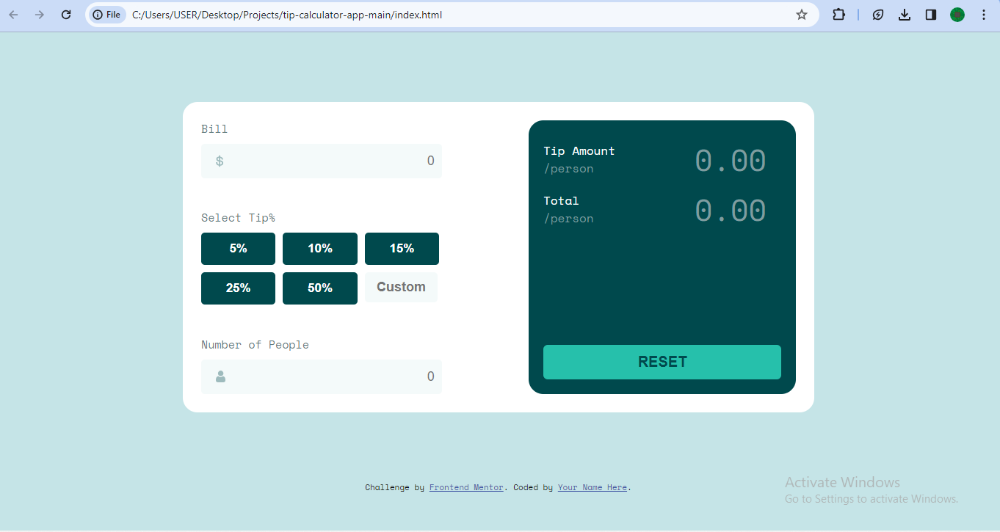 File C:/Users/USER/Desktop/Projects/tip-calculator-app-main/index.html
Bill
$ 0
Select Tip%
5% 10% 15%
25% 50% Custom
Number of People
0
Tip Amount 0.00
/person
Total 0.00
/person
RESET
Challenge by Frontend Mentor. Coded by Your Name Here.
Activate Windows
Go to Settings to activate Windows.